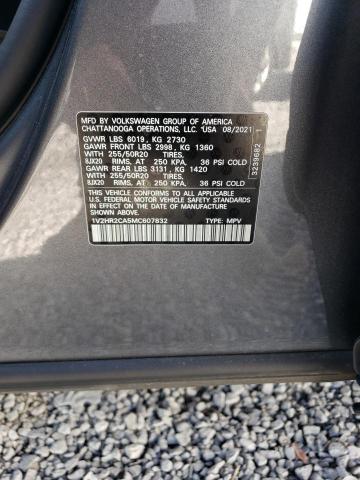 MFD BY VOLKSWAGEN GROUP OF AMERICA
CHATTANOOGA OPERATIONS, LLC. *USA 08/2021
GVWR LBS 6019, KG 2730
GAWR FRONT LBS 2998, KG 1360
WITH 255/50R20 TIRES,
8JX20 RIMS, AT 250 KPA, 36 PSI COLD
GAWR REAR LBS 3131, KG 1420
WITH 255/50R20 TIRES,
8JX20 RIMS, AT 250 KPA, 36 PSI COLD
THIS VEHICLE CONFORMS TO ALL APPLICABLE
U.S. FEDERAL MOTOR VEHICLE SAFETY STANDARDS
IN EFFECT ON THE DATE OF MANUFACTURE
SHOWN ABOVE.
1V2HR2CA5MC607832 TYPE: MPV
3239682